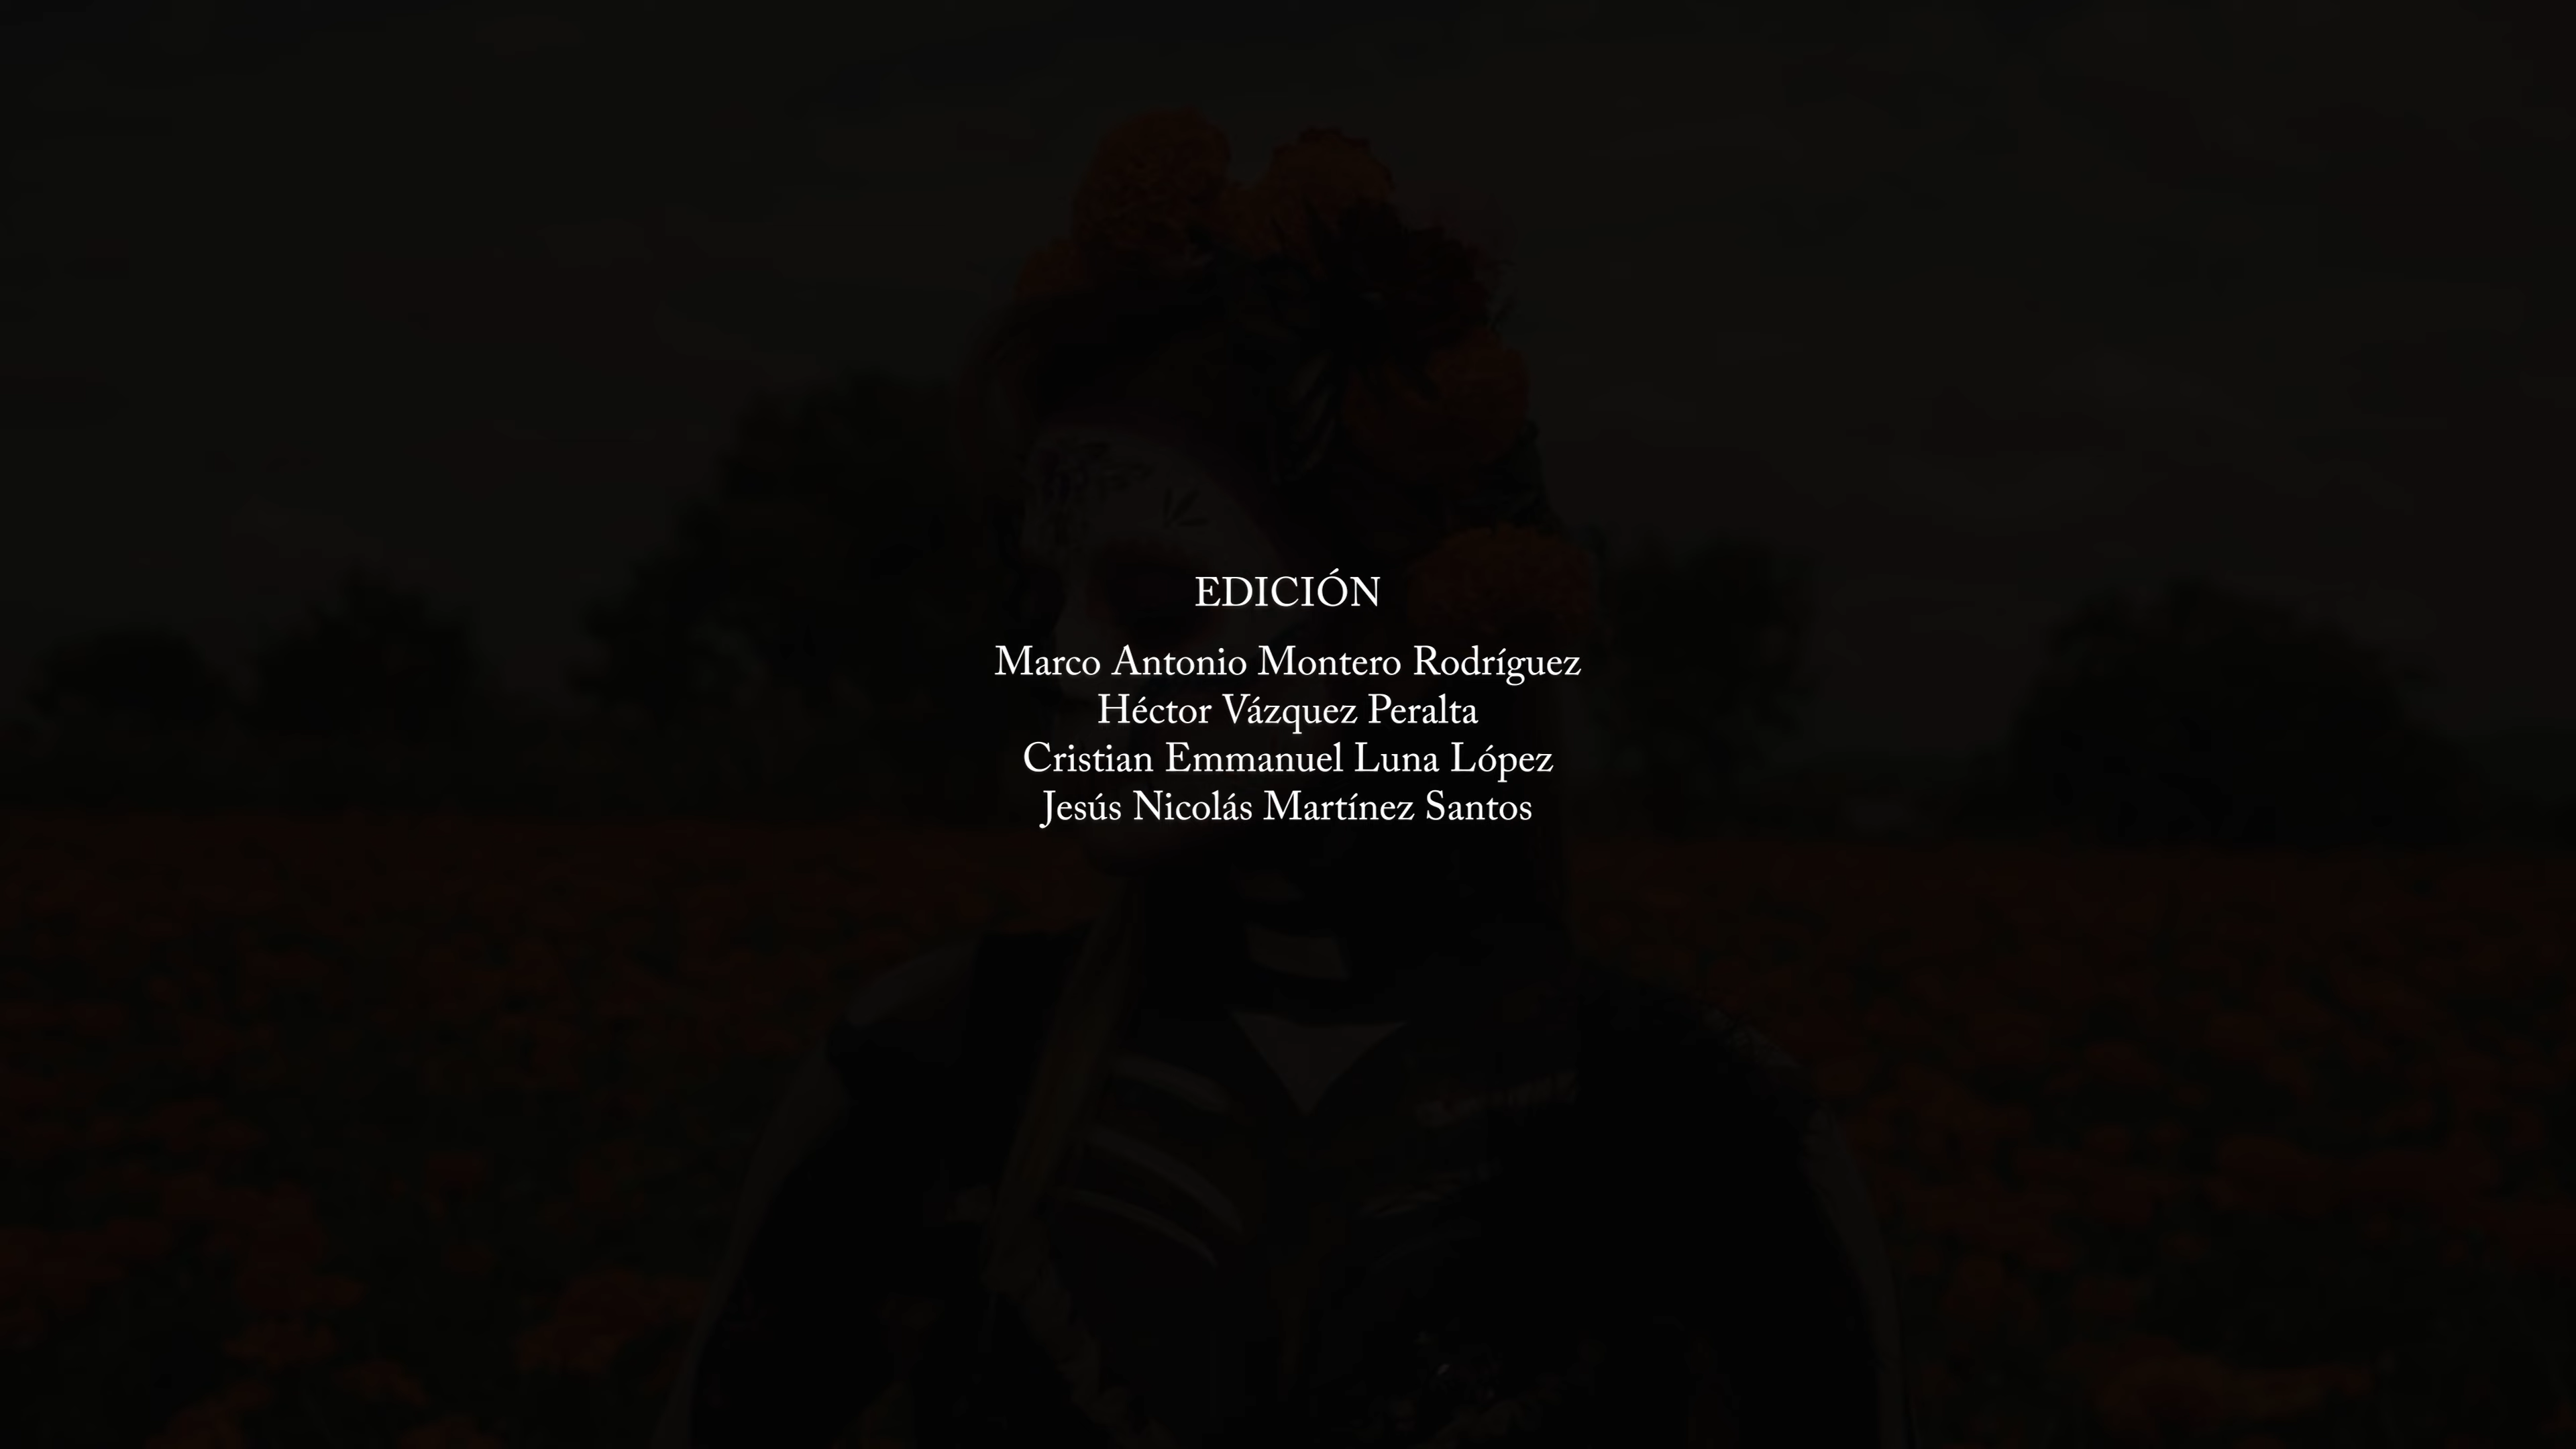 EDICIÓN
Marco Antonio Montero Rodríguez
Héctor Vázquez Peralta
Cristian Emmanuel Luna López
Jesús Nicolás Martínez Santos